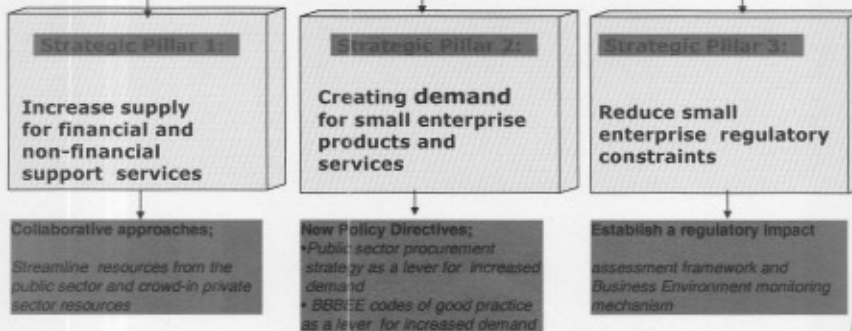 Strategic Pillar 1:
Increase supply
for financial and
non-financial
support services
Collaborative approaches;
Streamline resources from the
public sector and crowd-in private
sector resources
Strategic Pillar 2:
Creating demand
for small enterprise
products and
services
New Policy Directives;
•Public sector procurement
strategy as a lever for increased
demand
• BBBEE codes of good practice
as a lever for increased demand
Strategic Pillar 3:
Reduce small
enterprise regulatory
constraints
Establish a regulatory impact
assessment framework and
Business Environment monitoring
mechanism